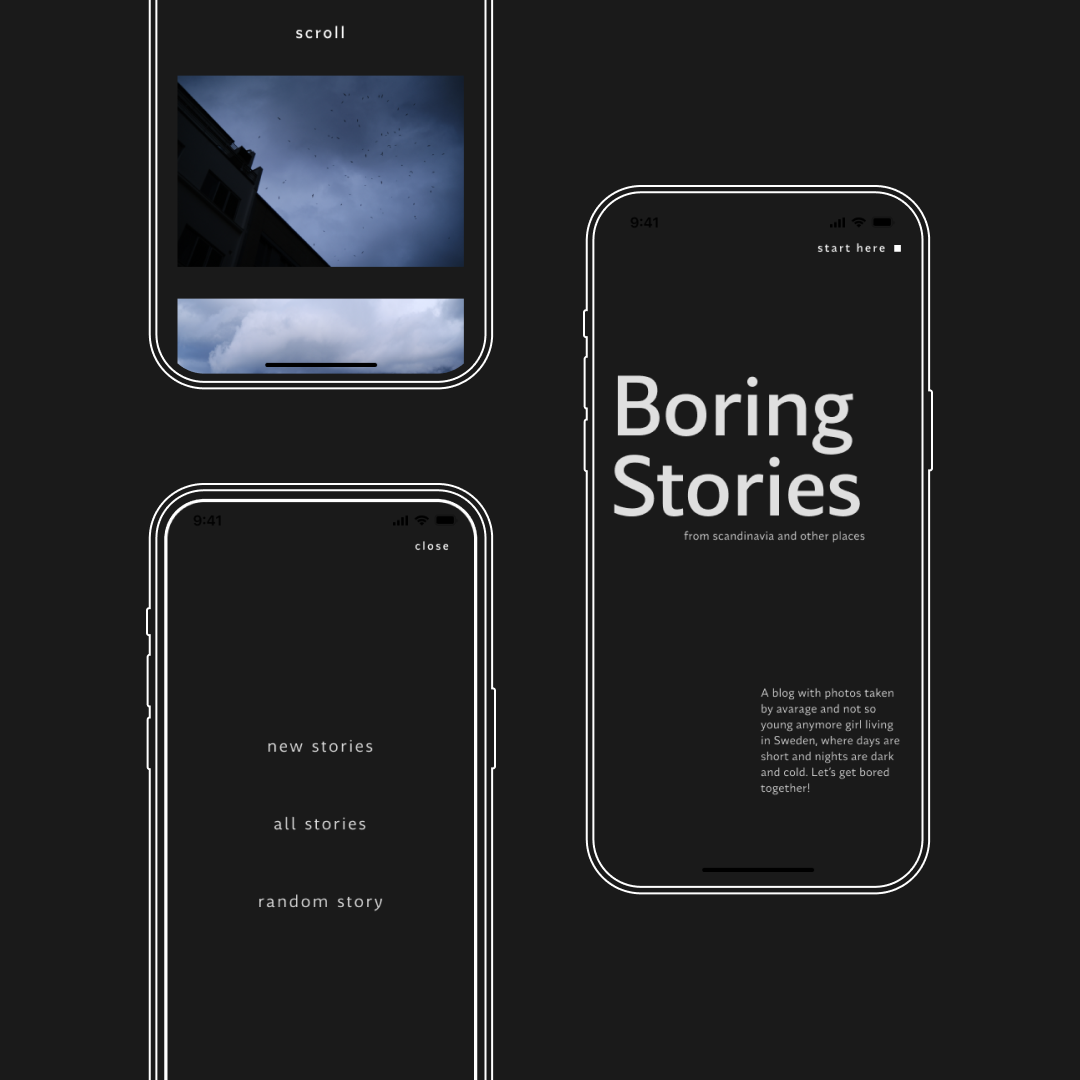 scroll
9:41
close
new stories
all stories
random story
9:41
start here
Boring
Stories
from scandinavia and other places
A blog with photos taken
by avarage and not so
young anymore girl living
in Sweden, where days are
short and nights are dark
and cold. Let's get bored
together!